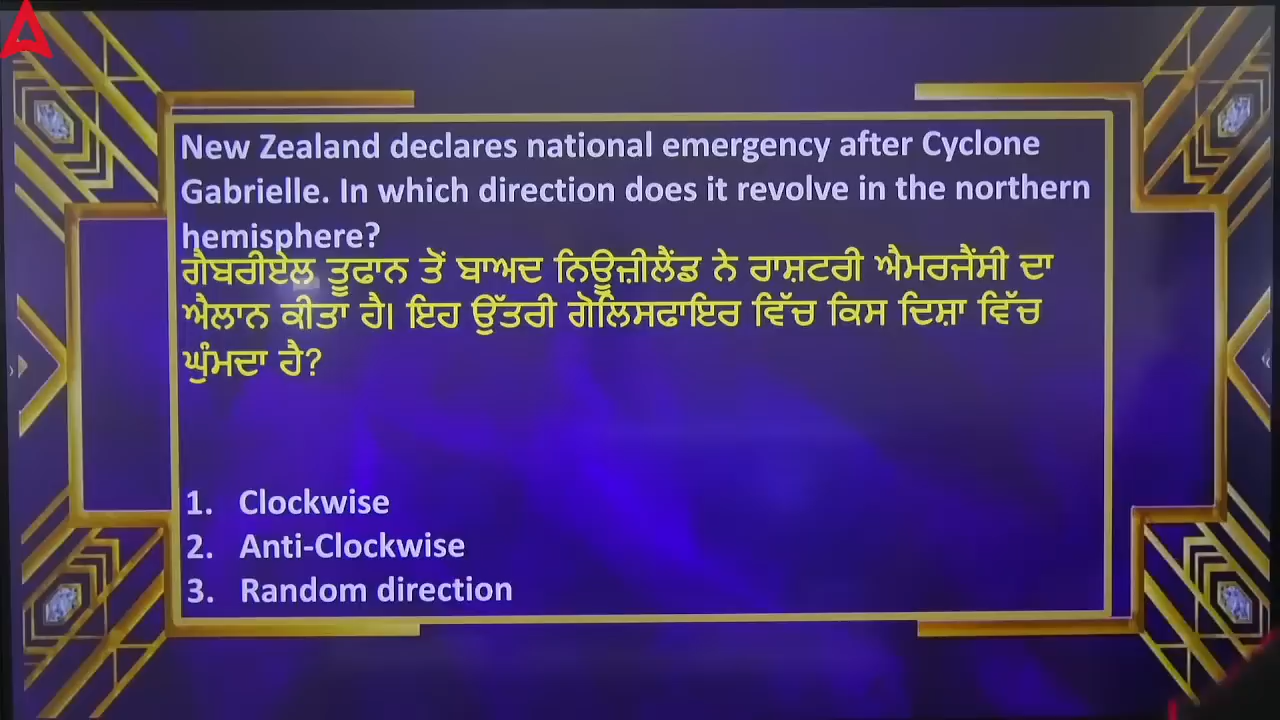 New Zealand declares national emergency after Cyclone
Gabrielle. In which direction does it revolve in the northern
hemisphere?
ਗੈਬਰੀਏਲ ਤੂਫਾਨ ਤੋਂ ਬਾਅਦ ਨਿਊਜ਼ੀਲੈਂਡ ਨੇ ਰਾਸ਼ਟਰੀ ਐਮਰਜੈਂਸੀ ਦਾ
ਐਲਾਨ ਕੀਤਾ ਹੈ। ਇਹ ਉੱਤਰੀ ਗੋਲਿਸਫਾਇਰ ਵਿੱਚ ਕਿਸ ਦਿਸ਼ਾ ਵਿੱਚ
ਘੁੰਮਦਾ ਹੈ?
1. Clockwise
2. Anti-Clockwise
3. Random direction